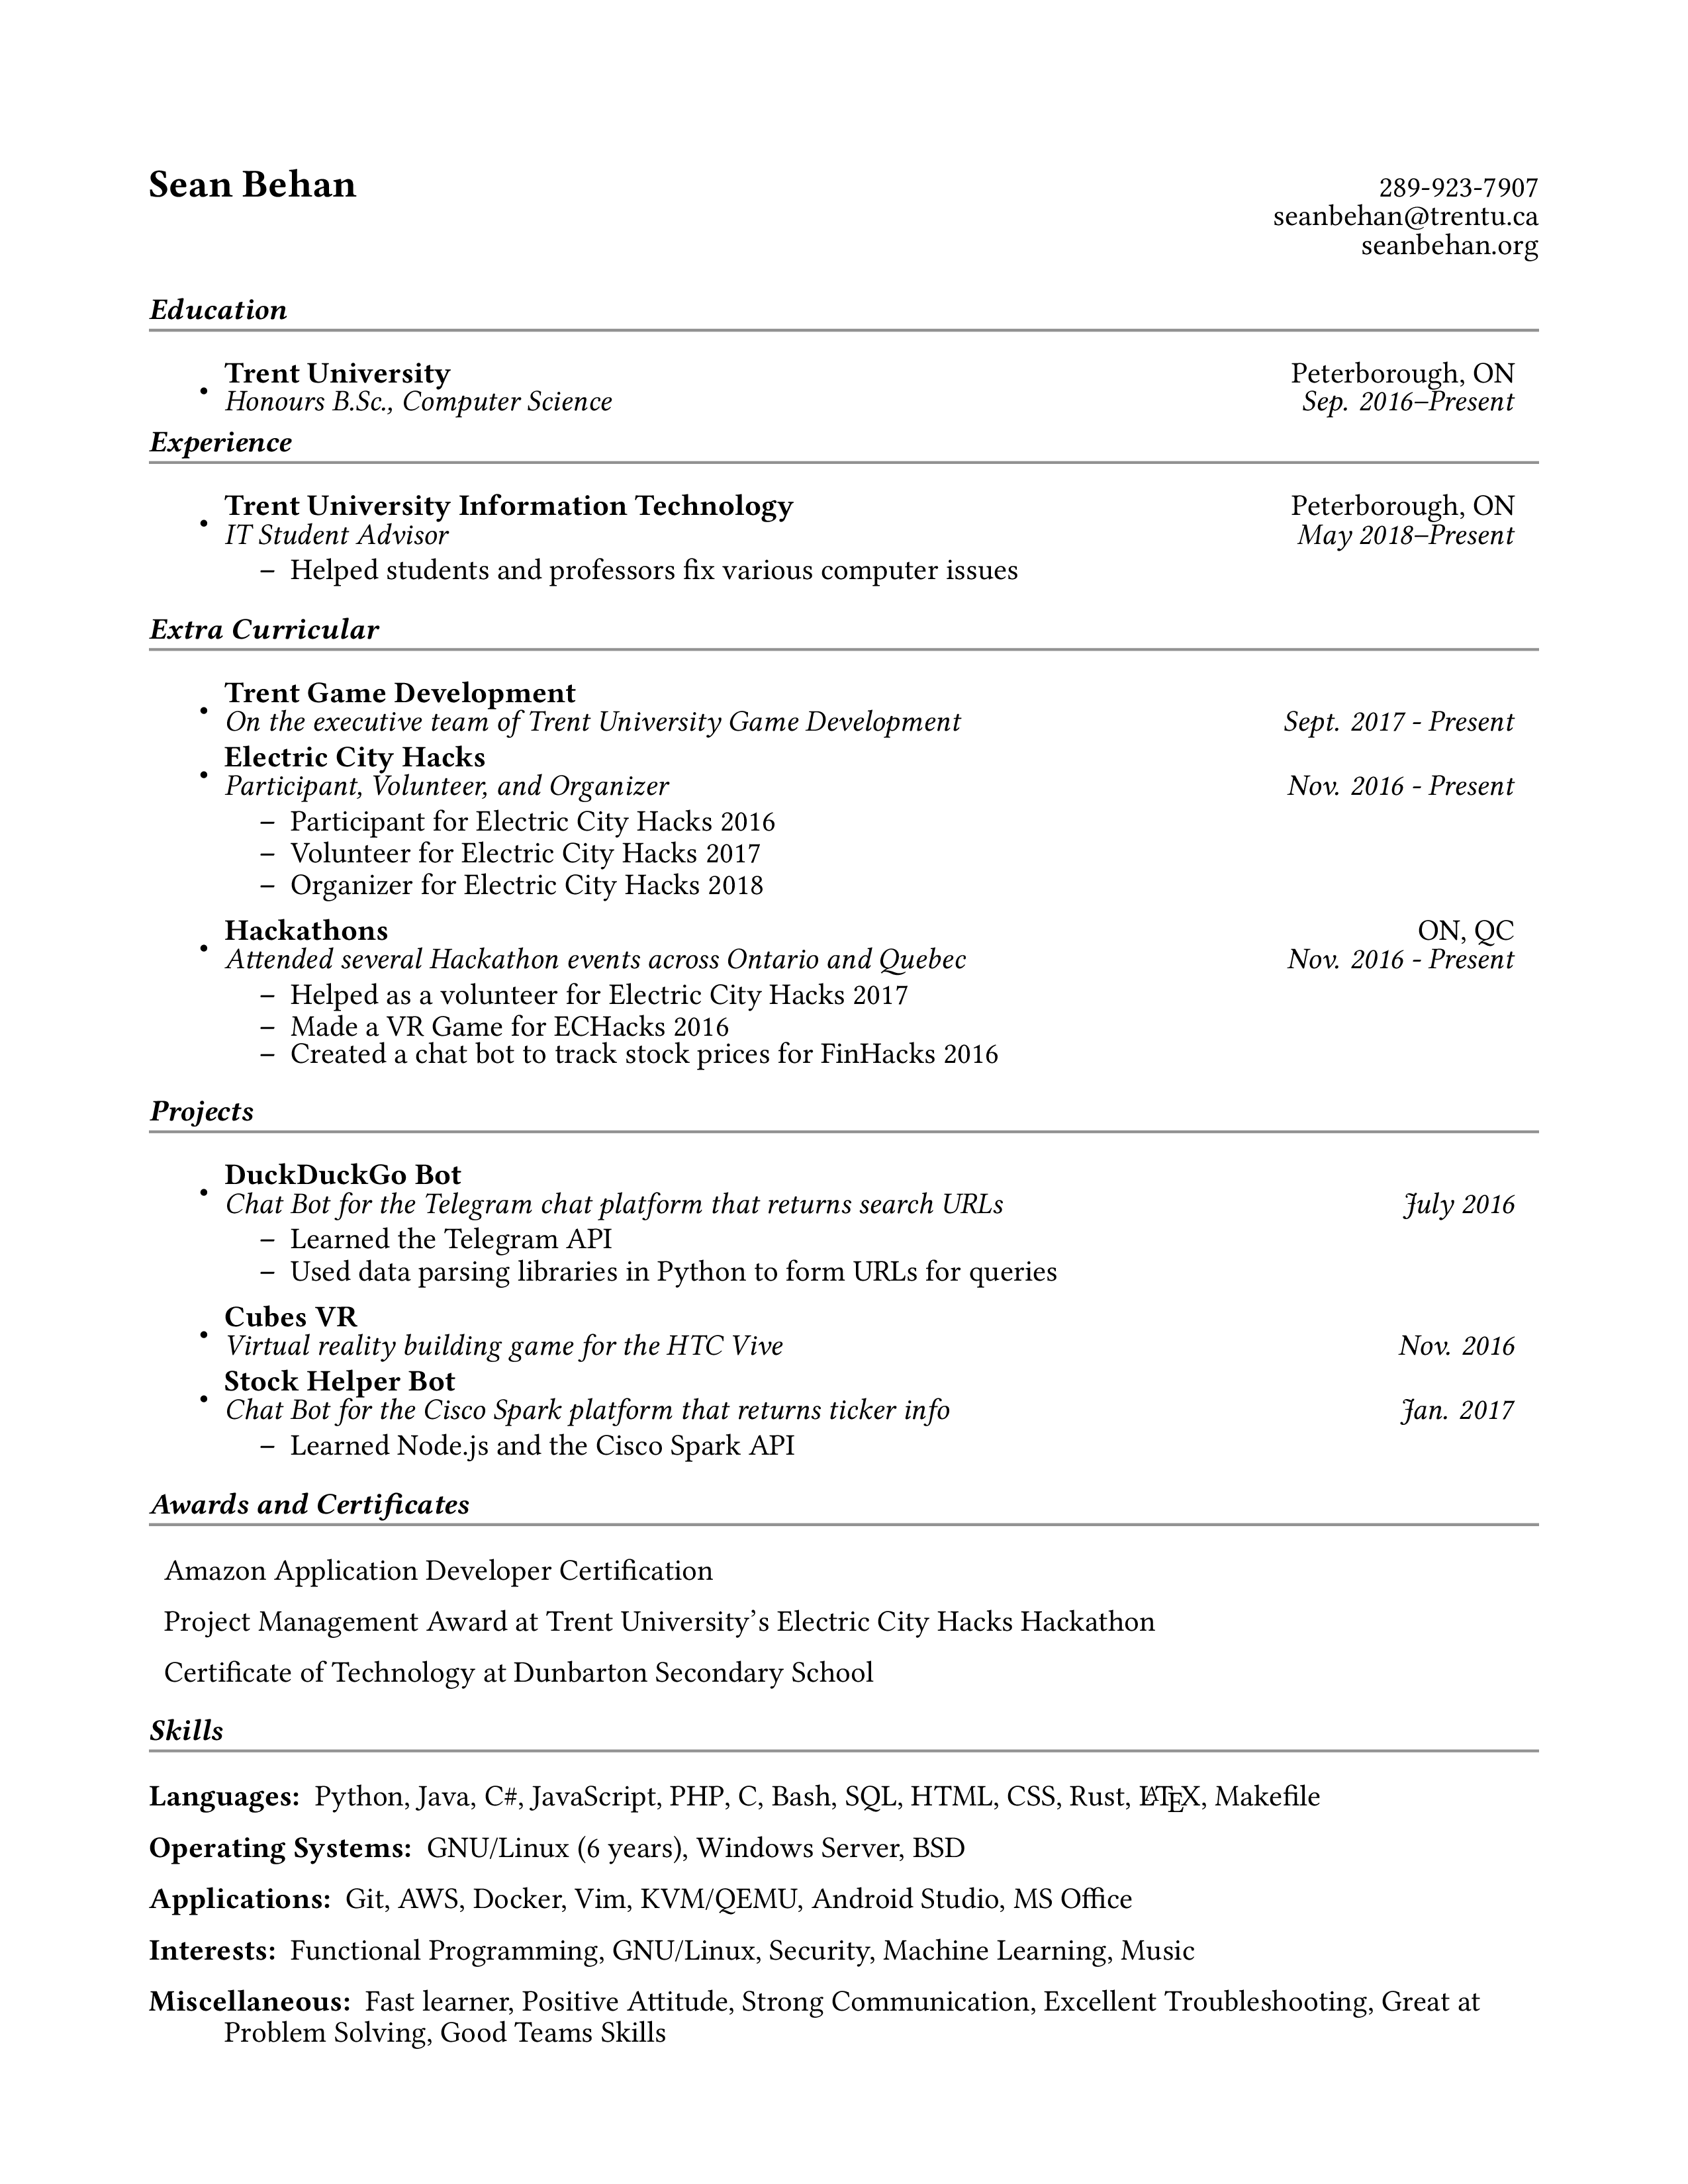 Sean Behan
289-923-7907
seanbehan@trentu.ca
seanbehan.org
Education
• Trent University Peterborough, ON
Honours B.Sc., Computer Science Sep. 2016–Present
Experience
• Trent University Information Technology Peterborough, ON
IT Student Advisor May 2018–Present
– Helped students and professors fix various computer issues
Extra Curricular
• Trent Game Development
On the executive team of Trent University Game Development Sept. 2017 - Present
• Electric City Hacks
Participant, Volunteer, and Organizer Nov. 2016 - Present
– Participant for Electric City Hacks 2016
– Volunteer for Electric City Hacks 2017
– Organizer for Electric City Hacks 2018
• Hackathons ON, QC
Attended several Hackathon events across Ontario and Quebec Nov. 2016 - Present
– Helped as a volunteer for Electric City Hacks 2017
– Made a VR Game for ECHacks 2016
– Created a chat bot to track stock prices for FinHacks 2016
Projects
• DuckDuckGo Bot
Chat Bot for the Telegram chat platform that returns search URLs July 2016
– Learned the Telegram API
– Used data parsing libraries in Python to form URLs for queries
• Cubes VR
Virtual reality building game for the HTC Vive Nov. 2016
• Stock Helper Bot
Chat Bot for the Cisco Spark platform that returns ticker info Jan. 2017
– Learned Node.js and the Cisco Spark API
Awards and Certificates
Amazon Application Developer Certification
Project Management Award at Trent University's Electric City Hacks Hackathon
Certificate of Technology at Dunbarton Secondary School
Skills
Languages: Python, Java, C#, JavaScript, PHP, C, Bash, SQL, HTML, CSS, Rust, LATEX, Makefile
Operating Systems: GNU/Linux (6 years), Windows Server, BSD
Applications: Git, AWS, Docker, Vim, KVM/QEMU, Android Studio, MS Office
Interests: Functional Programming, GNU/Linux, Security, Machine Learning, Music
Miscellaneous: Fast learner, Positive Attitude, Strong Communication, Excellent Troubleshooting, Great at
Problem Solving, Good Teams Skills